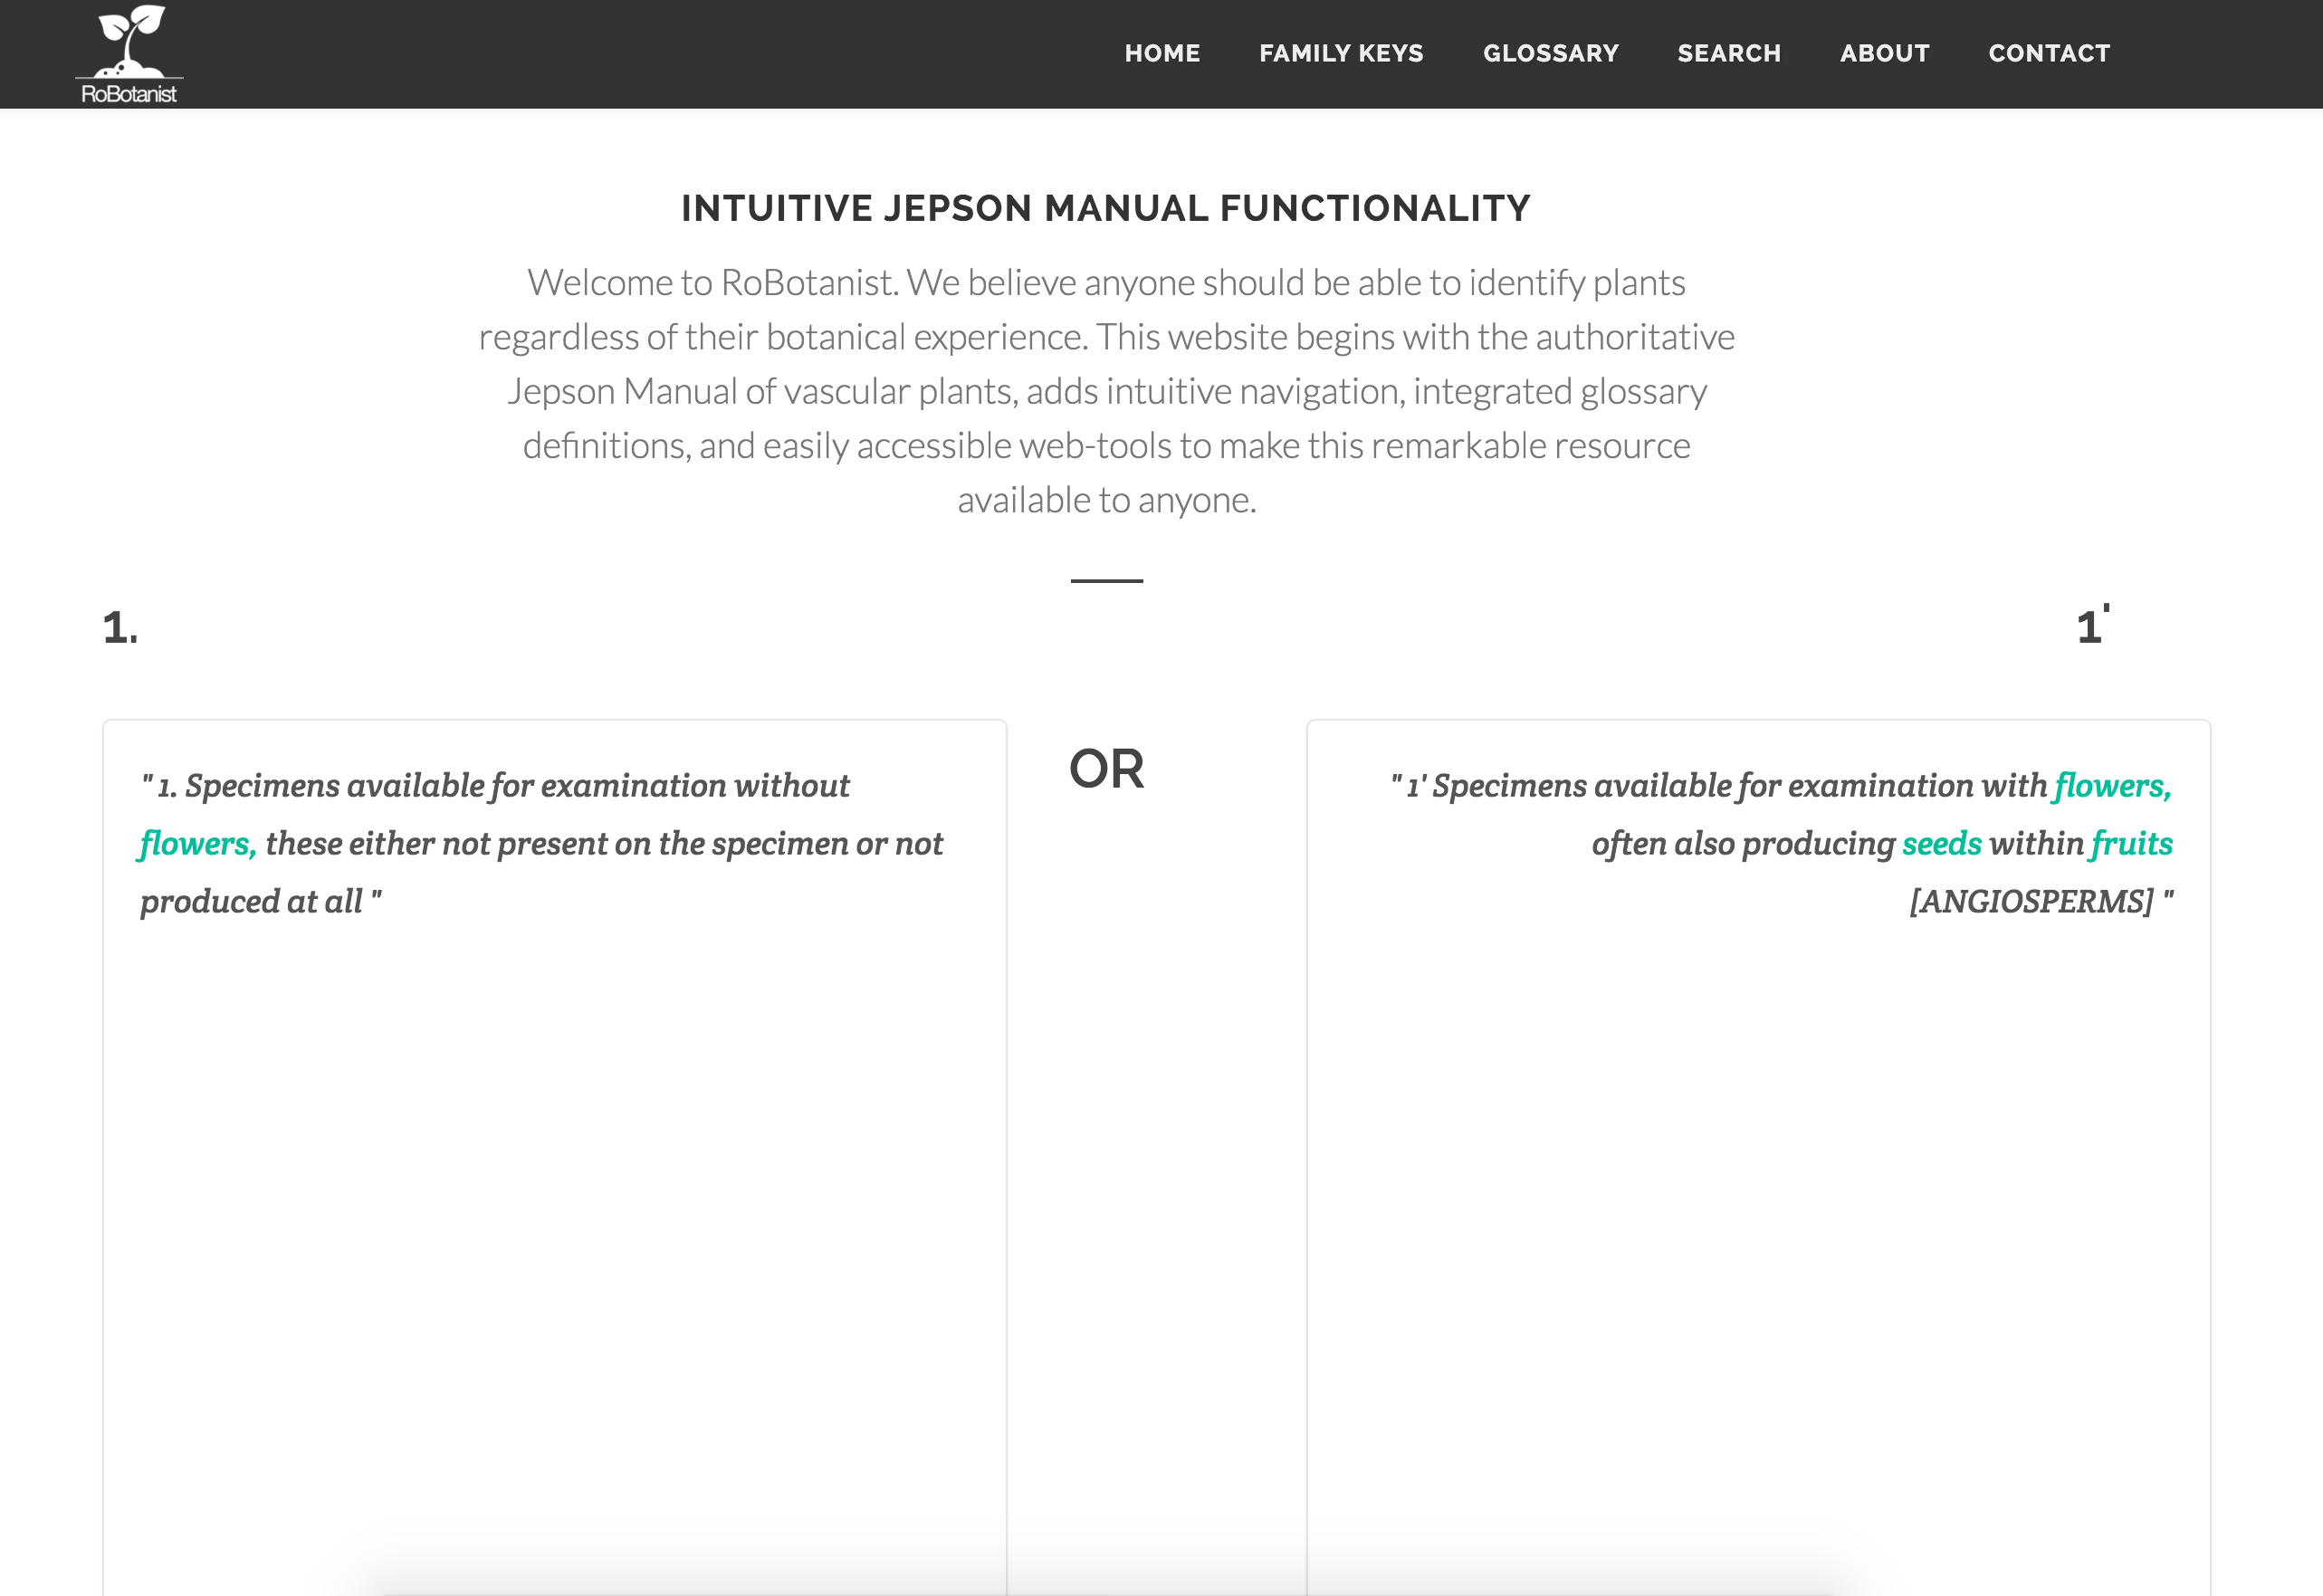 RoBotanist
HOME FAMILY KEYS GLOSSARY SEARCH ABOUT CONTACT
INTUITIVE JEPSON MANUAL FUNCTIONALITY
Welcome to RoBotanist. We believe anyone should be able to identify plants
regardless of their botanical experience. This website begins with the authoritative
Jepson Manual of vascular plants, adds intuitive navigation, integrated glossary
definitions, and easily accessible web-tools to make this remarkable resource
available to anyone.
1.
1'
" 1. Specimens available for examination without
flowers, these either not present on the specimen or not
produced at all "
OR
" 1' Specimens available for examination with flowers,
often also producing seeds within fruits
[ANGIOSPERMS] "